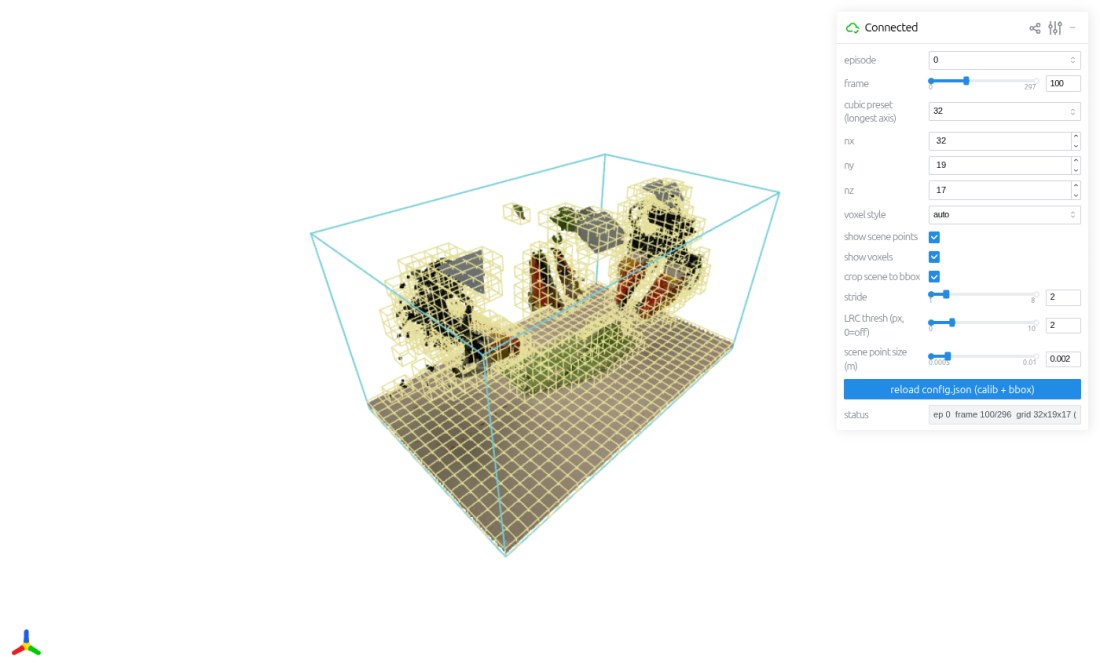 Connected
episode 0
frame 0 297 100
cubic preset
(longest axis) 32
nx 32
ny 19
nz 17
voxel style auto
show scene points
show voxels
crop scene to bbox
stride 1 8 2
LRC thresh (px,
0=off) 0 10 2
scene point size
(m) 0.0005 0.01 0.002
reload config.json (calib + bbox)
status ep 0 frame 100/296 grid 32x19x17 (